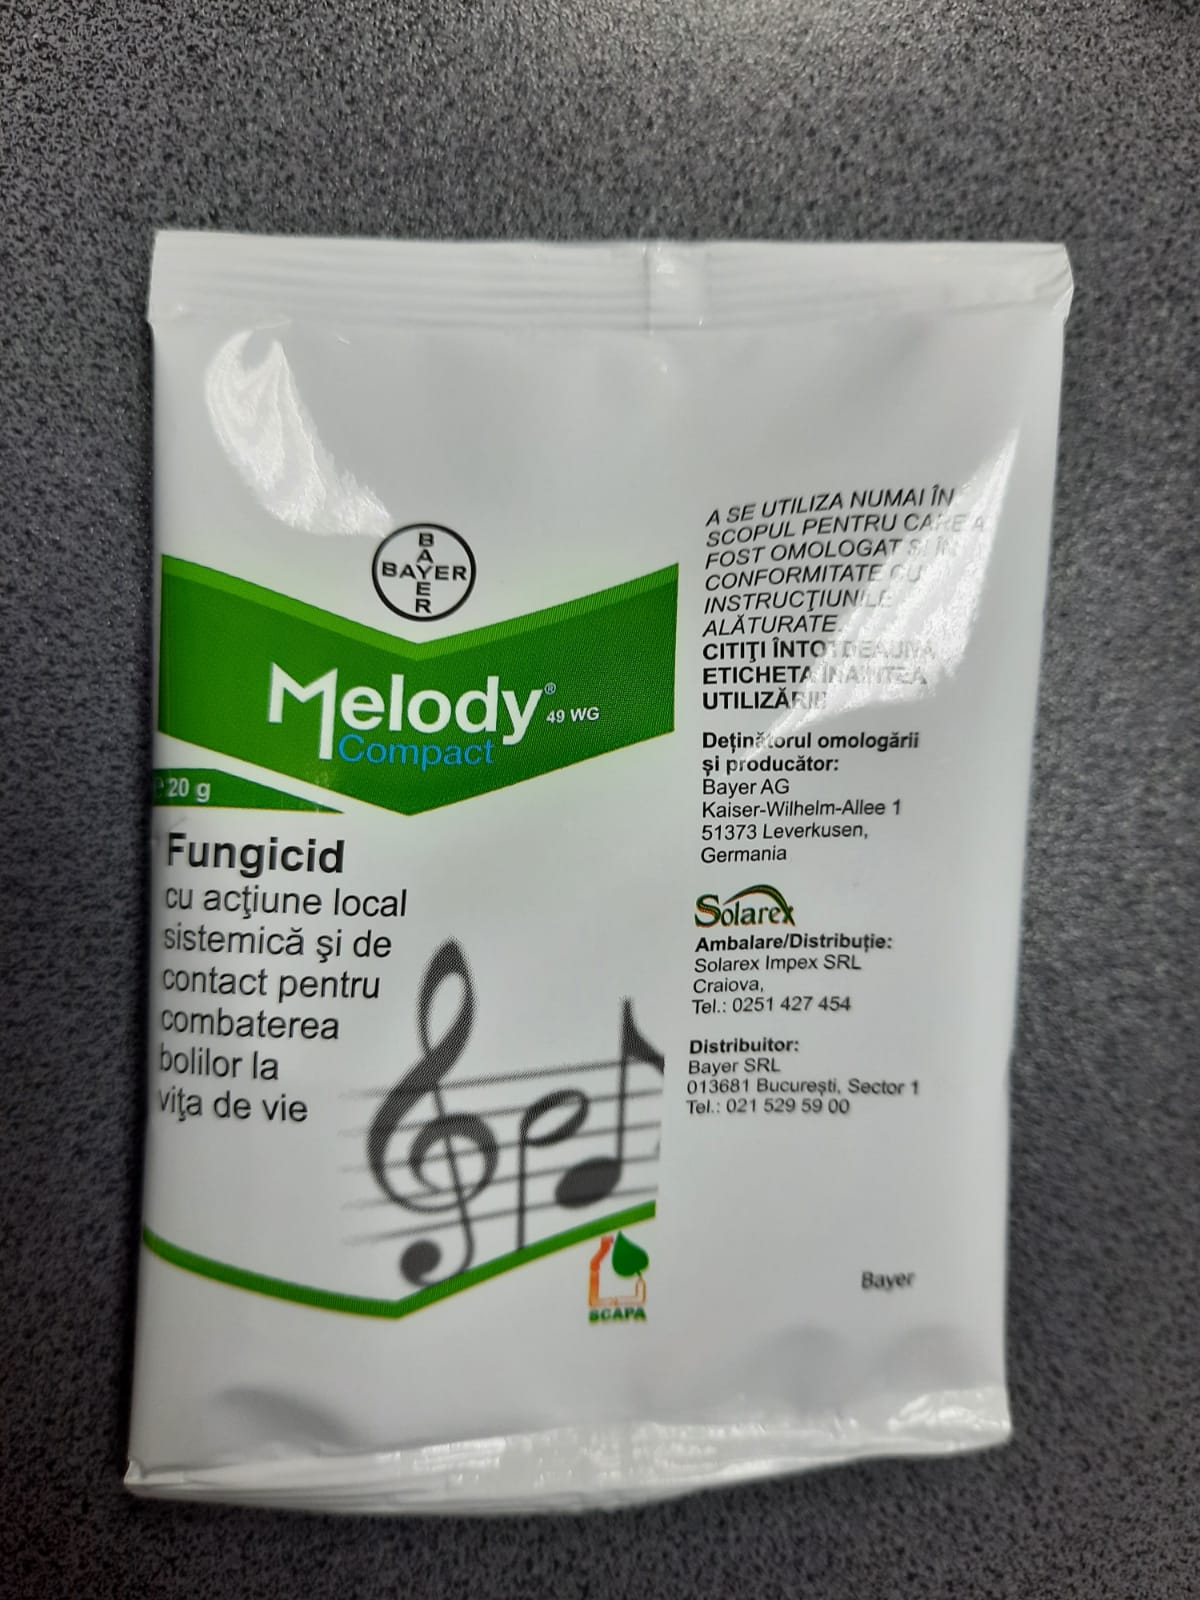 BAYER
BAYER
Melody® 49 WG
Compact
e 20 g
Fungicid
cu acţiune local
sistemică şi de
contact pentru
combaterea
bolilor la
viţa de vie
SCAPA
A SE UTILIZA NUMAI ÎN
SCOPUL PENTRU CARE A
FOST OMOLOGAT ŞI ÎN
CONFORMITATE CU
INSTRUCŢIUNILE
ALĂTURATE.
CITIŢI ÎNTOTDEAUNA
ETICHETA ÎNAINTEA
UTILIZĂRII!
Deținătorul omologării
și producător:
Bayer AG
Kaiser-Wilhelm-Allee 1
51373 Leverkusen,
Germania
Solarex
Ambalare/Distribuție:
Solarex Impex SRL
Craiova,
Tel.: 0251 427 454
Distribuitor:
Bayer SRL
013681 București, Sector 1
Tel.: 021 529 59 00
Bayer